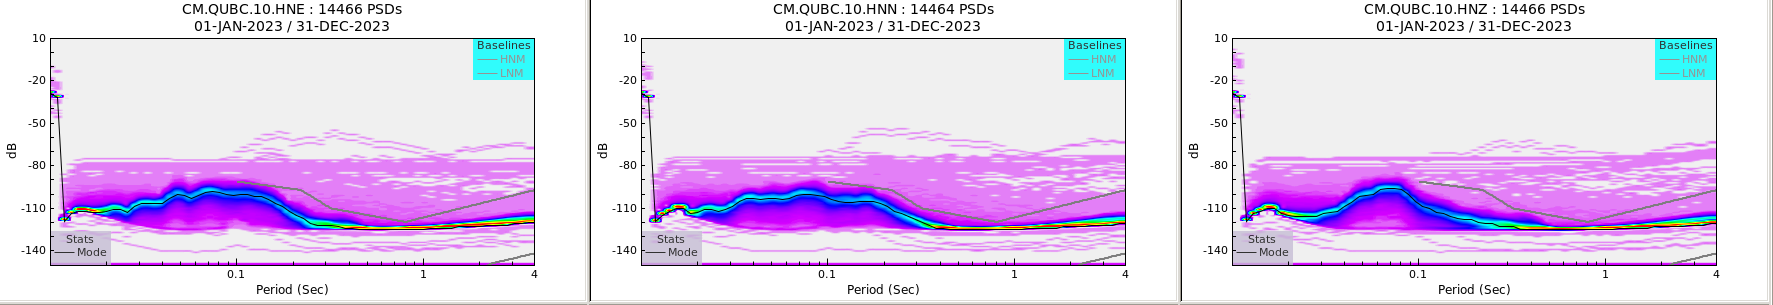 CM.QUBC.10.HNE : 14466 PSDs
01-JAN-2023 / 31-DEC-2023
10
-20
-50
-80
-110
-140
dB
Baselines
HNM
LNM
Stats
Mode
0.1
1
4
Period (Sec)
CM.QUBC.10.HNN : 14464 PSDs
01-JAN-2023 / 31-DEC-2023
10
-20
-50
-80
-110
-140
dB
Baselines
HNM
LNM
Stats
Mode
0.1
1
4
Period (Sec)
CM.QUBC.10.HNZ : 14466 PSDs
01-JAN-2023 / 31-DEC-2023
10
-20
-50
-80
-110
-140
dB
Baselines
HNM
LNM
Stats
Mode
0.1
1
4
Period (Sec)